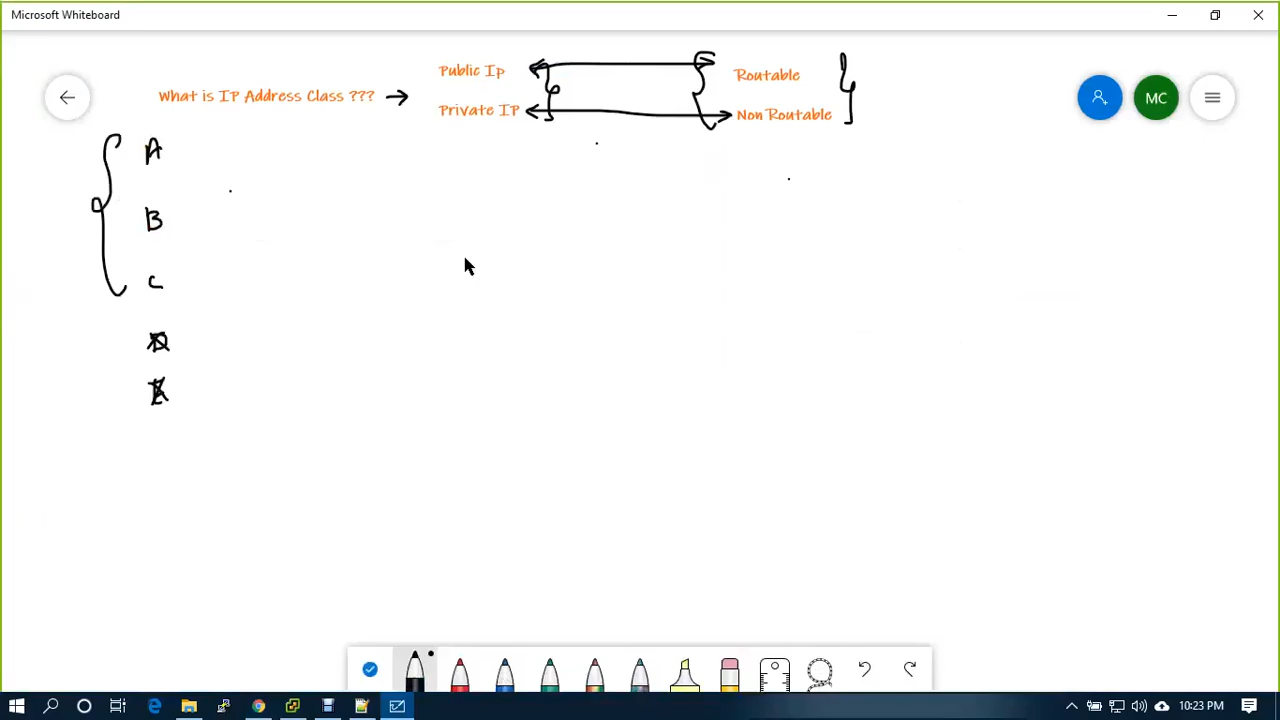 Microsoft Whiteboard
Public Ip
Routable
What is IP Address Class ???
MC
Private IP
Non Routable
A
B
C
D
E
10:23 PM